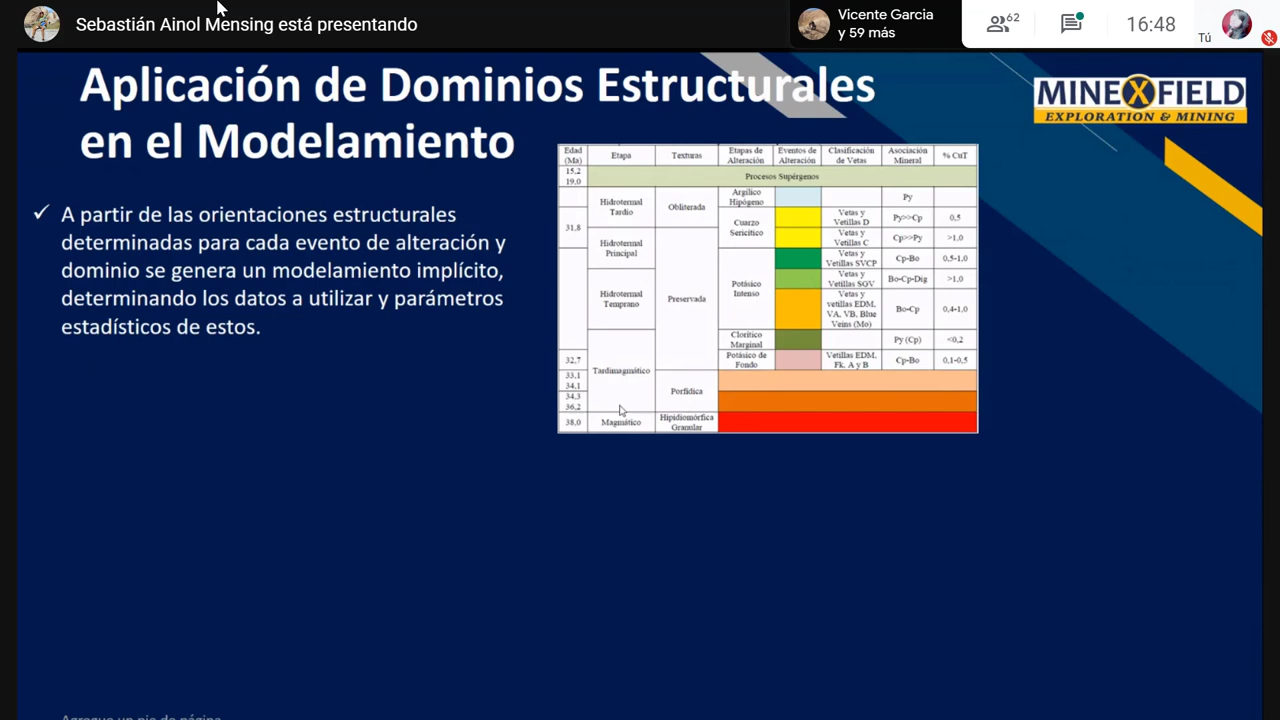 Sebastián Ainol Mensing está presentando
Vicente Garcia
y 59 más
62
16:48
Tú
Aplicación de Dominios Estructurales
en el Modelamiento
MINEXFIELD
EXPLORATION & MINING
✓ A partir de las orientaciones estructurales
determinadas para cada evento de alteración y
dominio se genera un modelamiento implícito,
determinando los datos a utilizar y parámetros
estadísticos de estos.
Edad (Ma) Etapa Texturas Etapas de Alteración Eventos de Alteración Clasificación de Vetas Asociación Mineral % CuT
15,2
19,0 Procesos Supérgenos
Hidrotermal Tardío Obliterada Argílico Hipógeno Py
31,8 Cuarzo Sericítico Vetas y Vetillas D Py>>Cp 0,5
Hidrotermal Principal Preservada Vetas y Vetillas C Cp>>Py >1,0
Potásico Intenso Vetas y Vetillas SVCP Cp-Bo 0,5-1,0
Hidrotermal Temprano Vetas y Vetillas SGV Bo-Cp-Dig >1,0
Vetas y vetillas EDM, VA, VB, Blue Veins (Mo) Bo-Cp 0,4-1,0
Tardimagmático Clorítico Marginal Py (Cp) <0,2
32,7 Potásico de Fondo Vetillas EDM, Fk, A y B Cp-Bo 0,1-0,5
33,1
34,1 Porfídica
34,3
36,2
38,0 Magmático Hipidiomórfica Granular
Agregue un pie de página